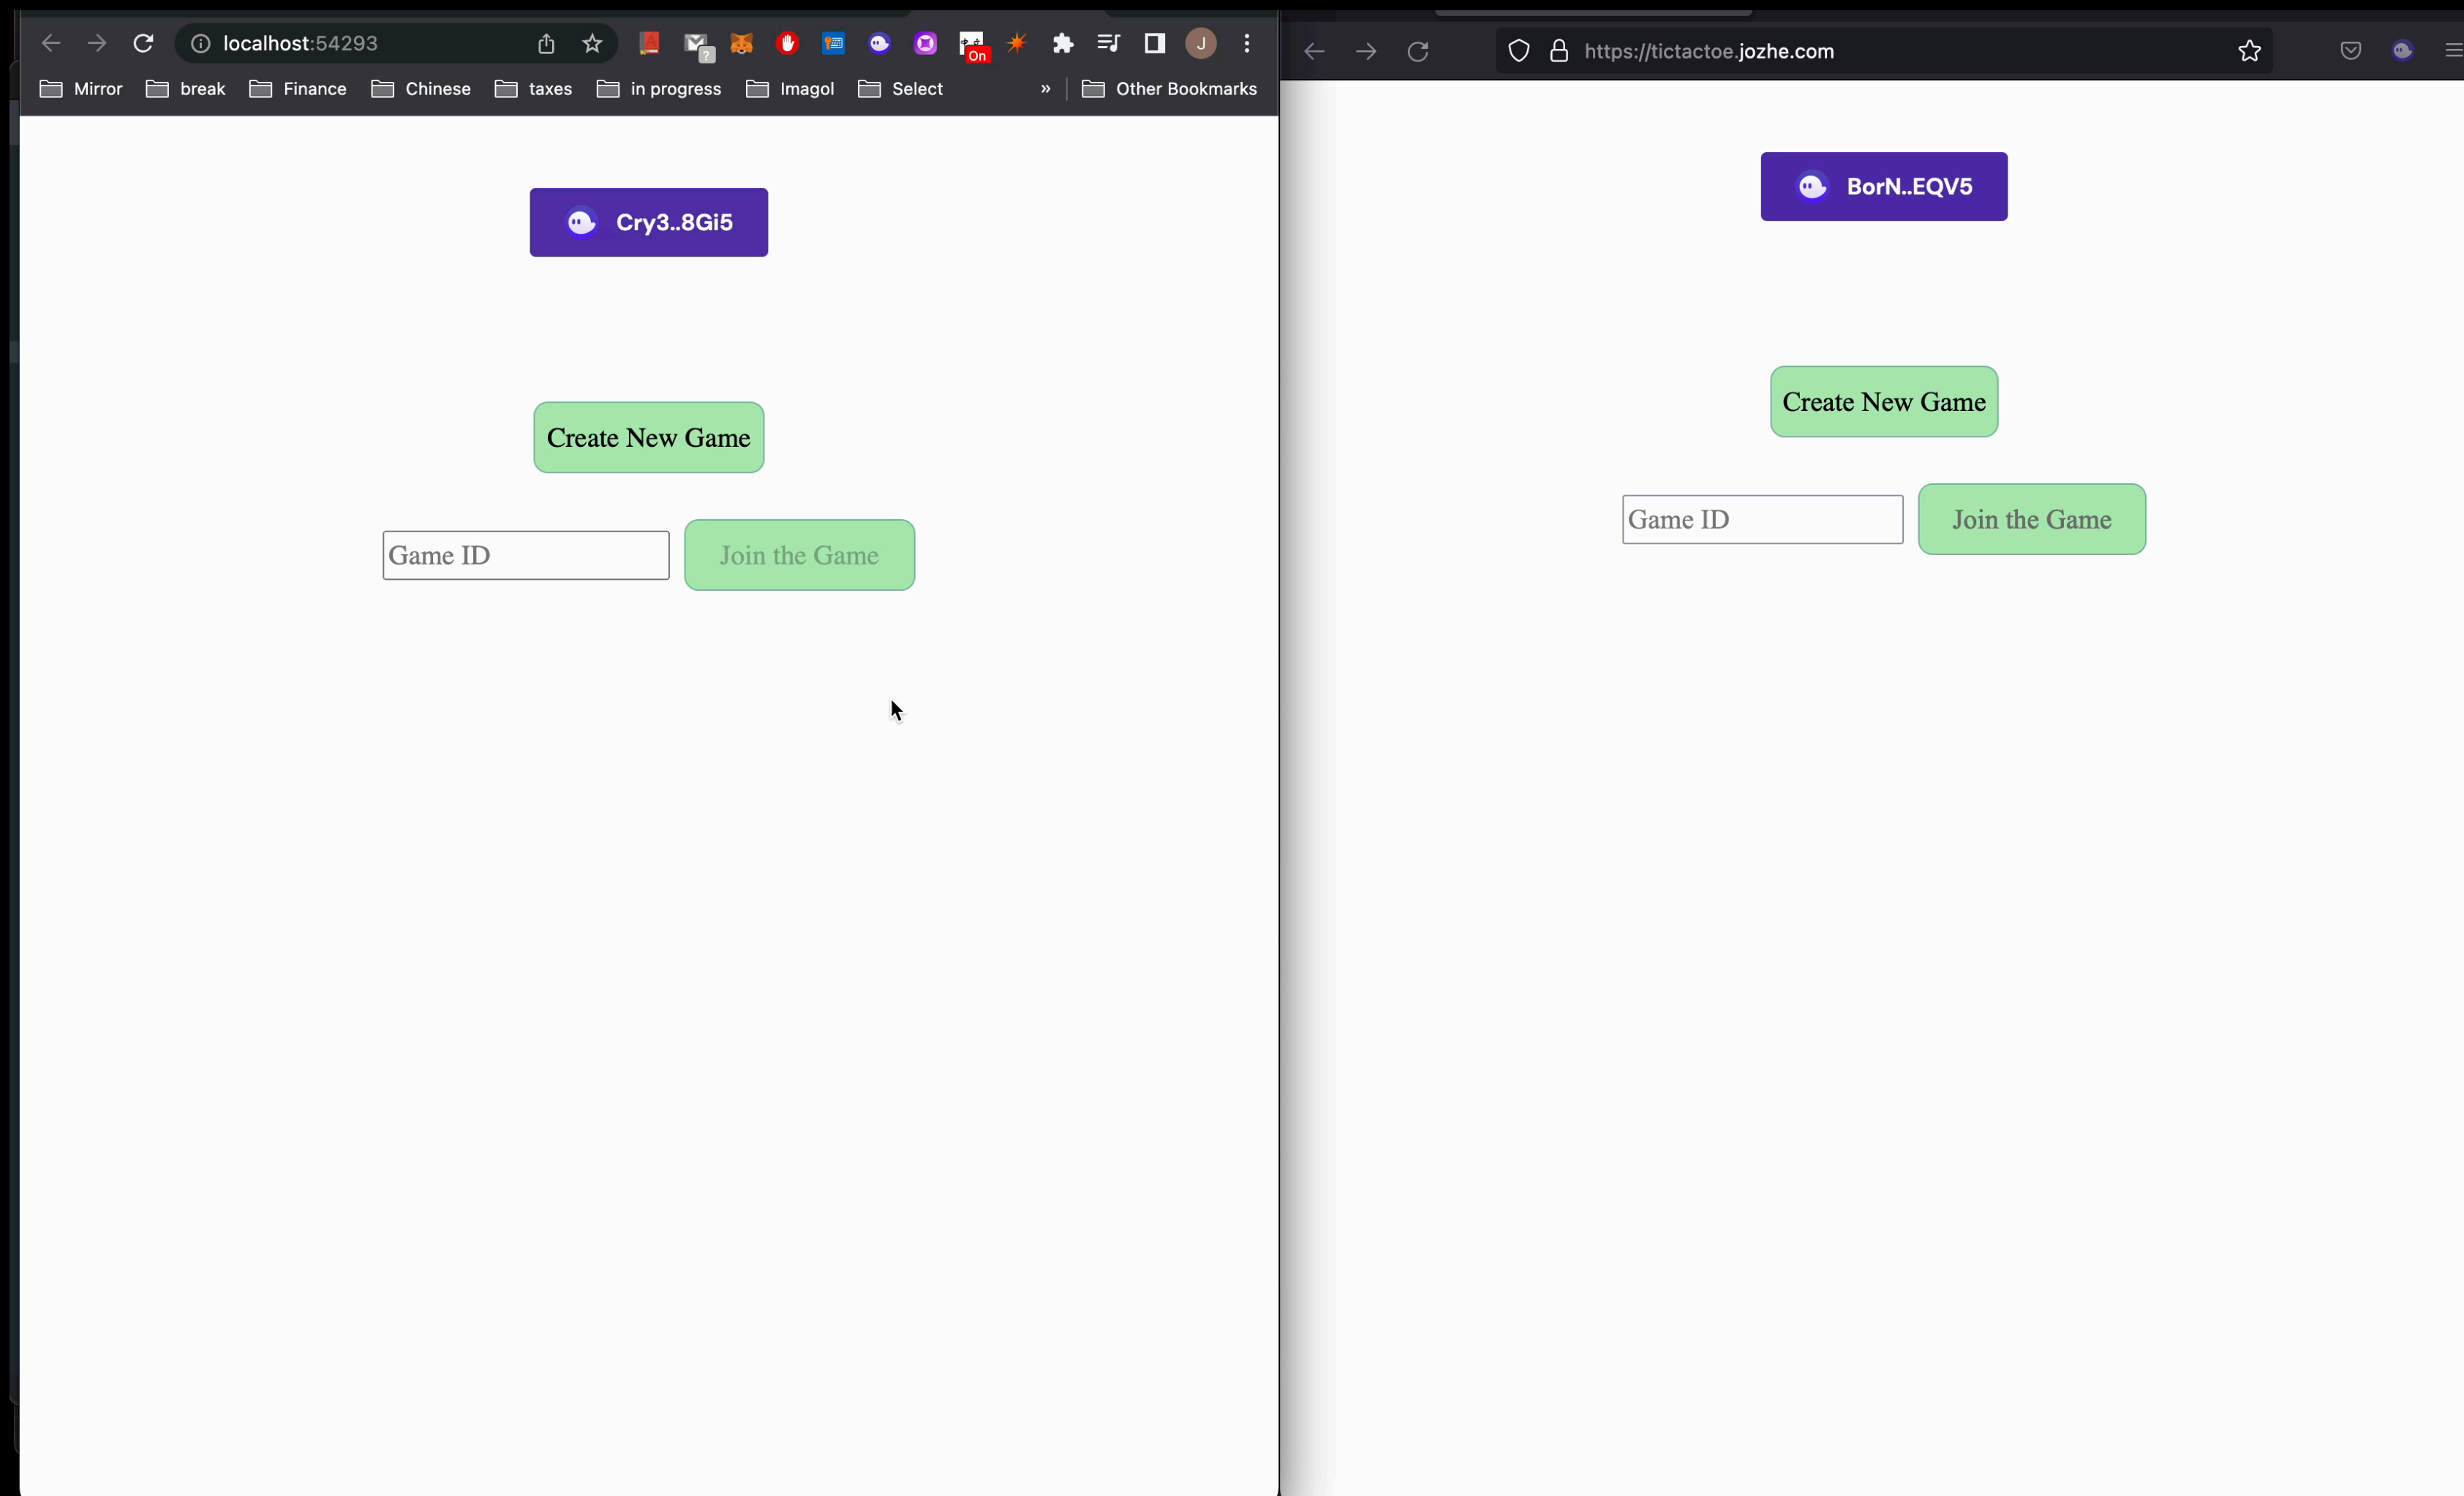 localhost:54293
On
?
J
Mirror
break
Finance
Chinese
taxes
in progress
Imagol
Select
»
Other Bookmarks
Cry3..8Gi5
Create New Game
Game ID
Join the Game
https://tictactoe.jozhe.com
BorN..EQV5
Create New Game
Game ID
Join the Game